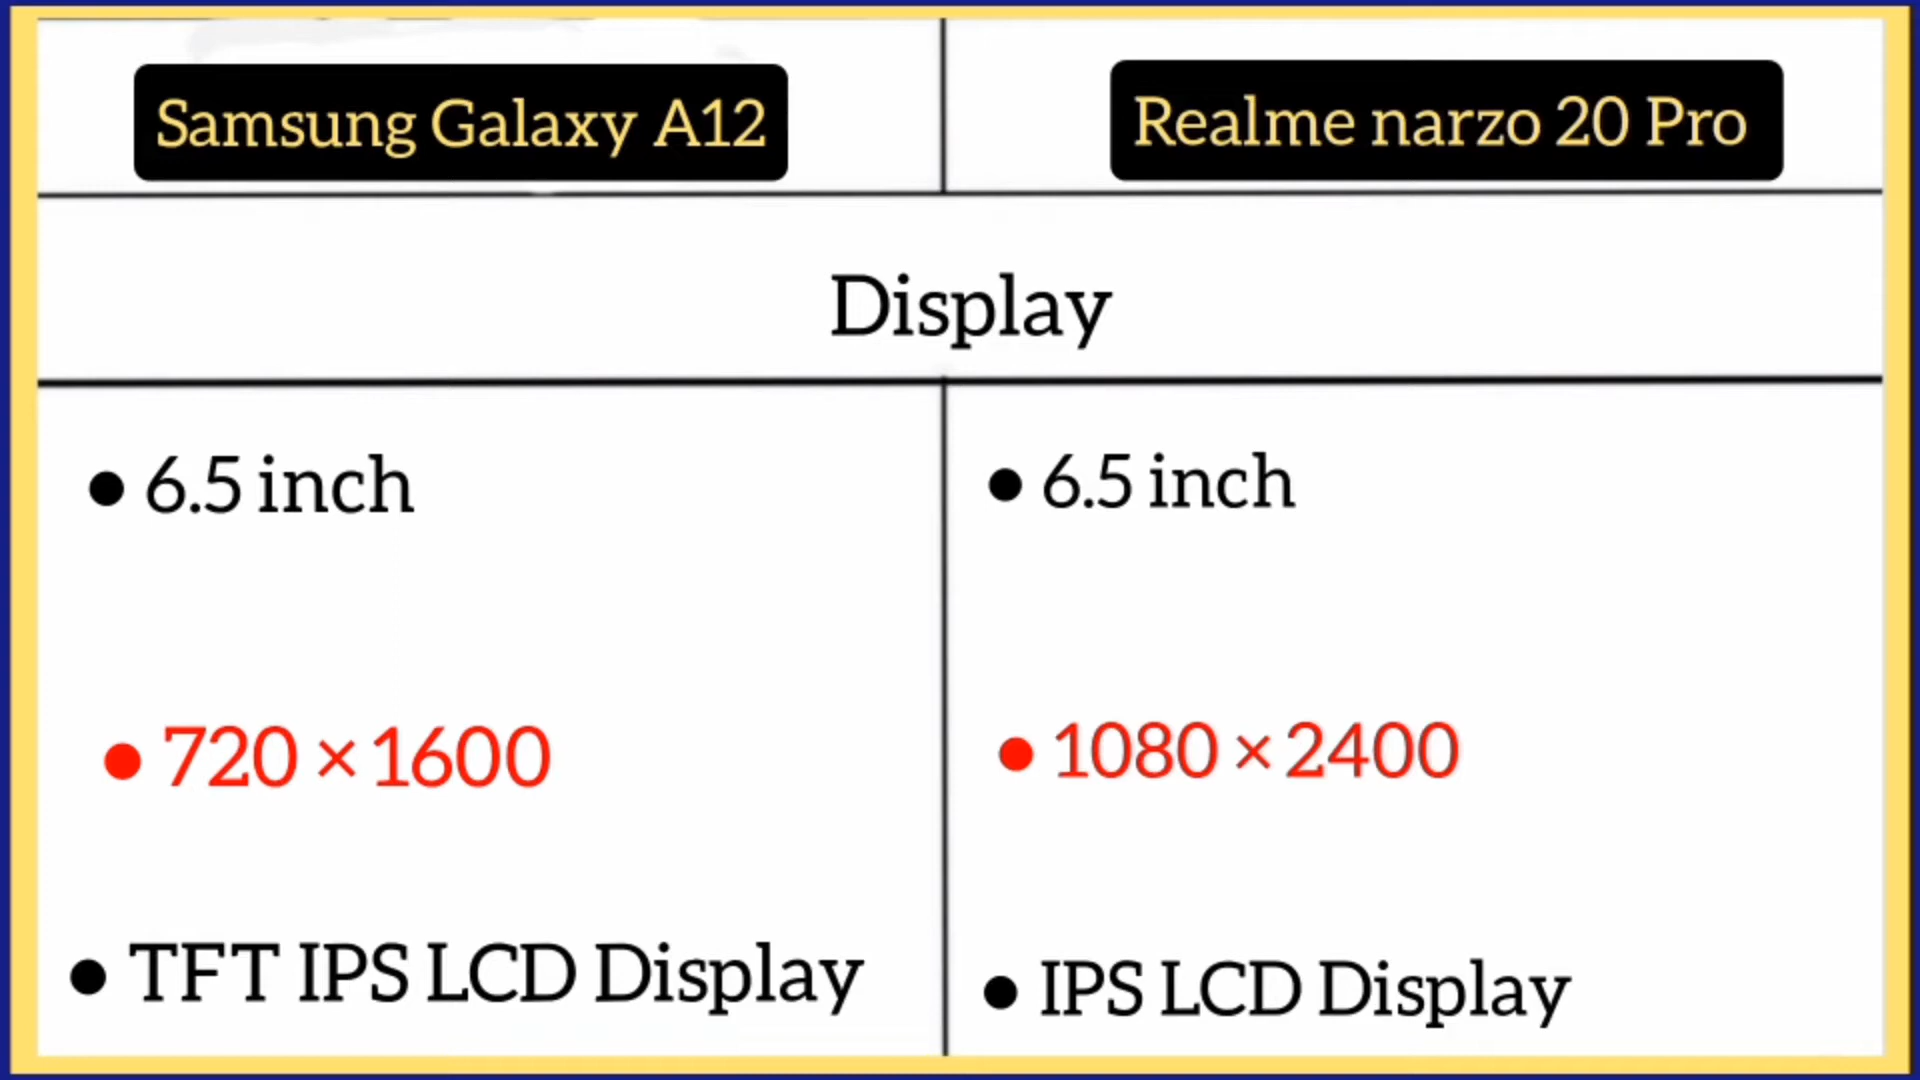 Samsung Galaxy A12
Realme narzo 20 Pro
Display
● 6.5 inch
● 6.5 inch
● 720 × 1600
● 1080 × 2400
● TFT IPS LCD Display
● IPS LCD Display